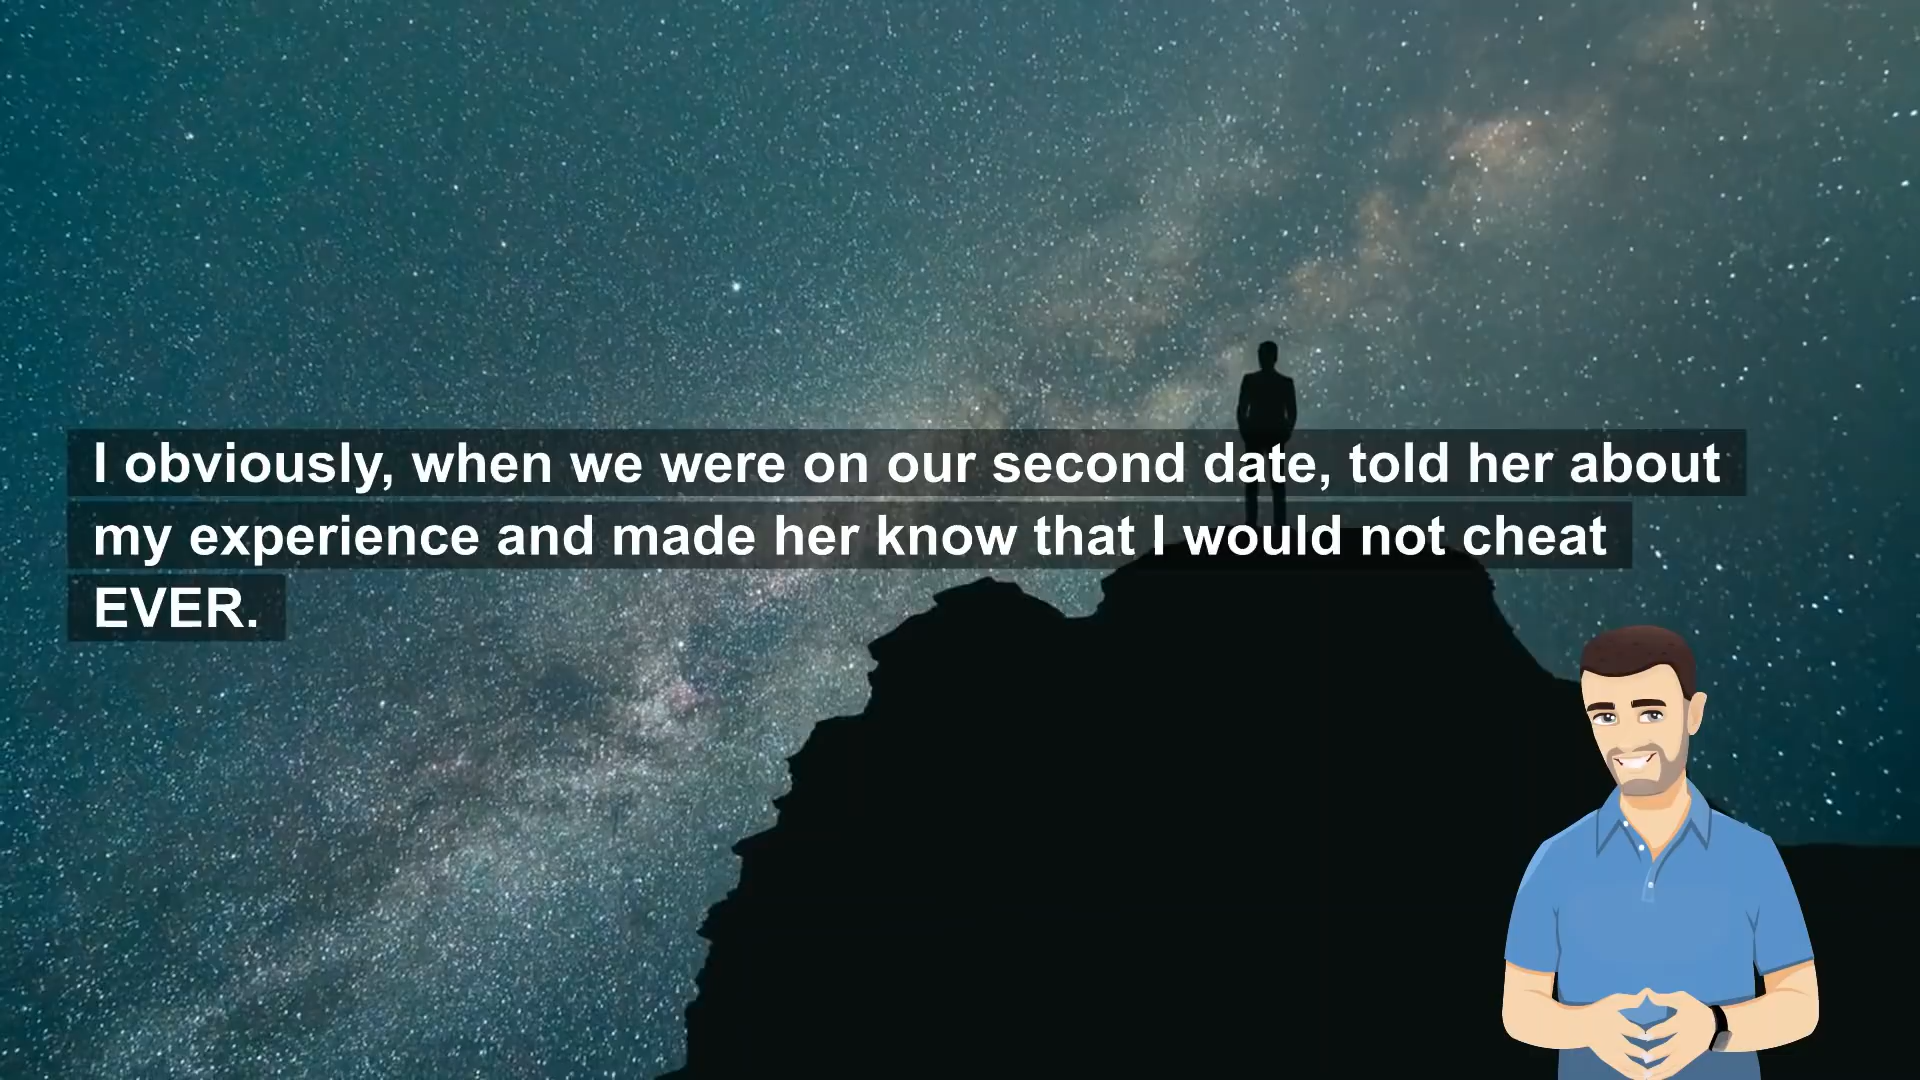 I obviously, when we were on our second date, told her about
my experience and made her know that I would not cheat
EVER.